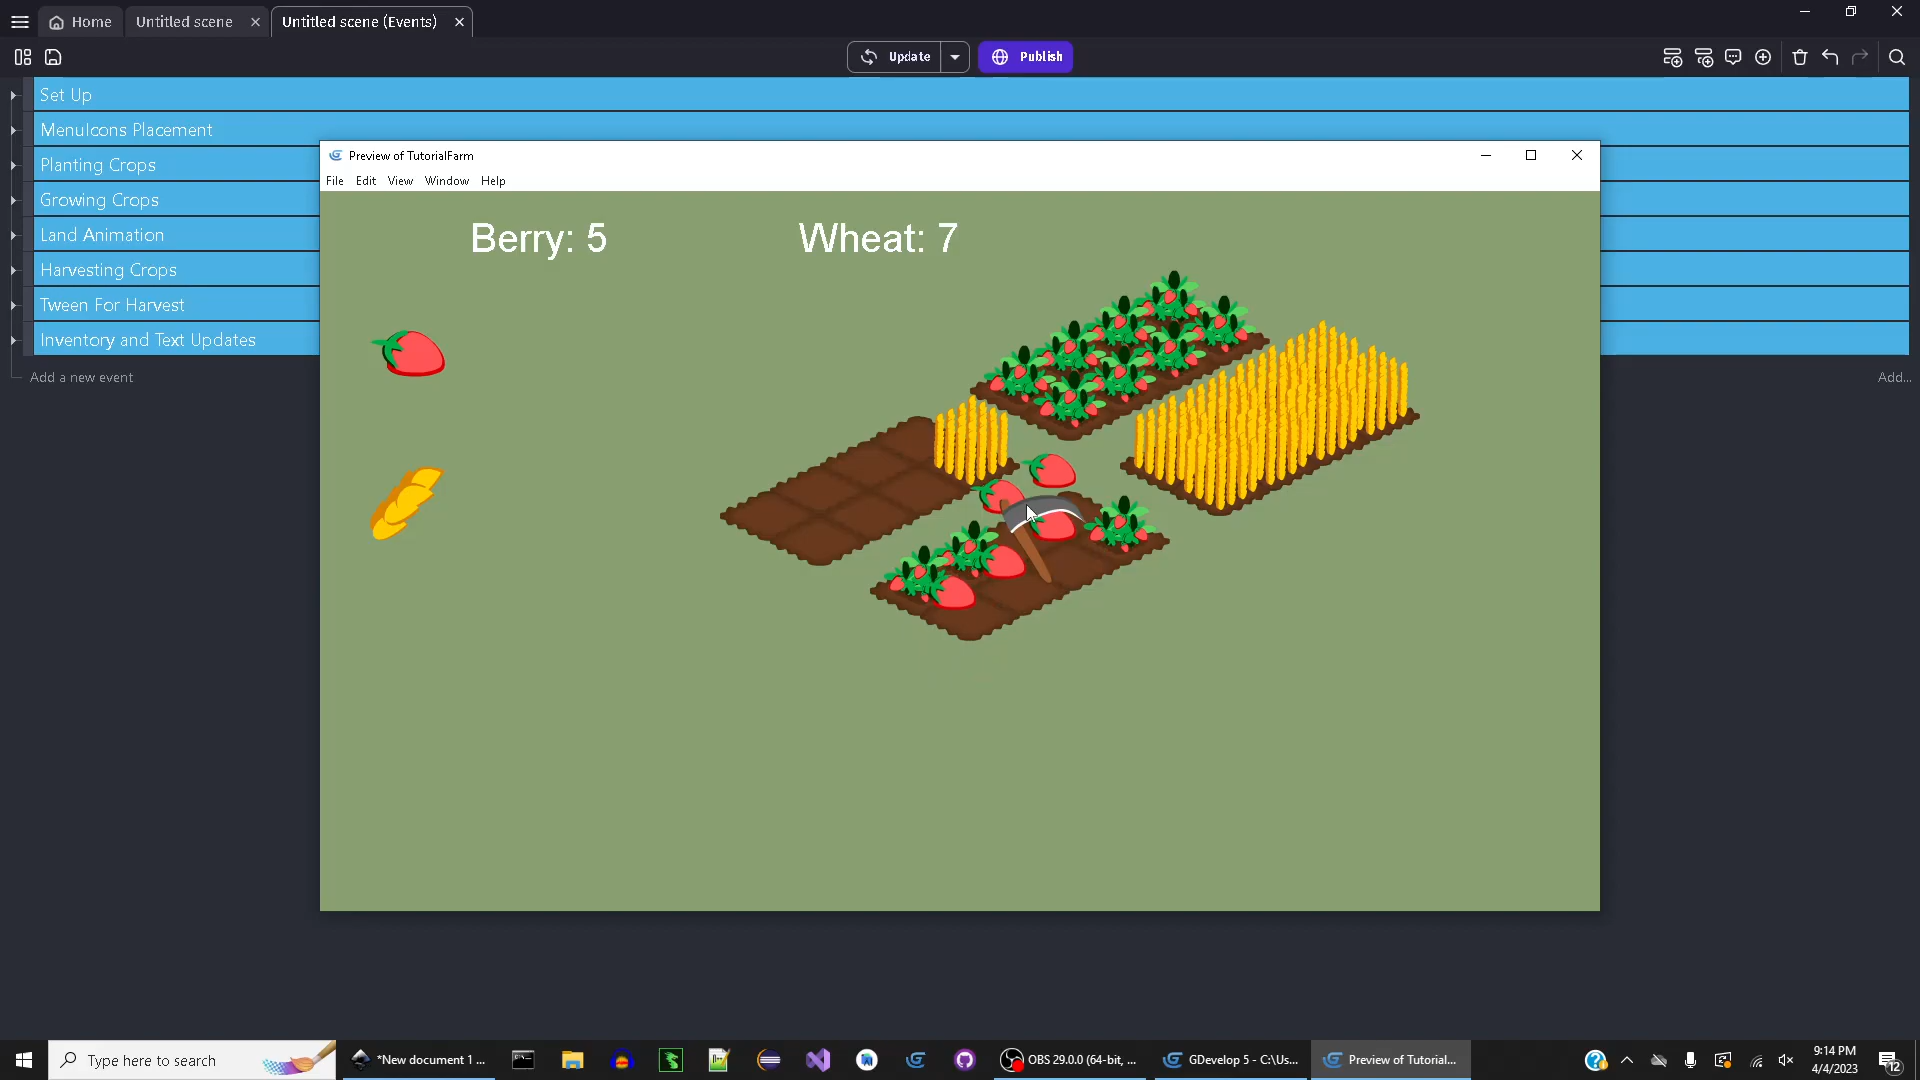 Home
Untitled scene
Untitled scene (Events)
Update
Publish
Set Up
MenuIcons Placement
Planting Crops
Growing Crops
Land Animation
Harvesting Crops
Tween For Harvest
Inventory and Text Updates
Add a new event
Add...
Preview of TutorialFarm
File Edit View Window Help
Berry: 5
Wheat: 7
Type here to search
*New document 1 ...
OBS 29.0.0 (64-bit, ...
GDevelop 5 - C:\Us...
Preview of Tutorial...
9:14 PM
4/4/2023
12